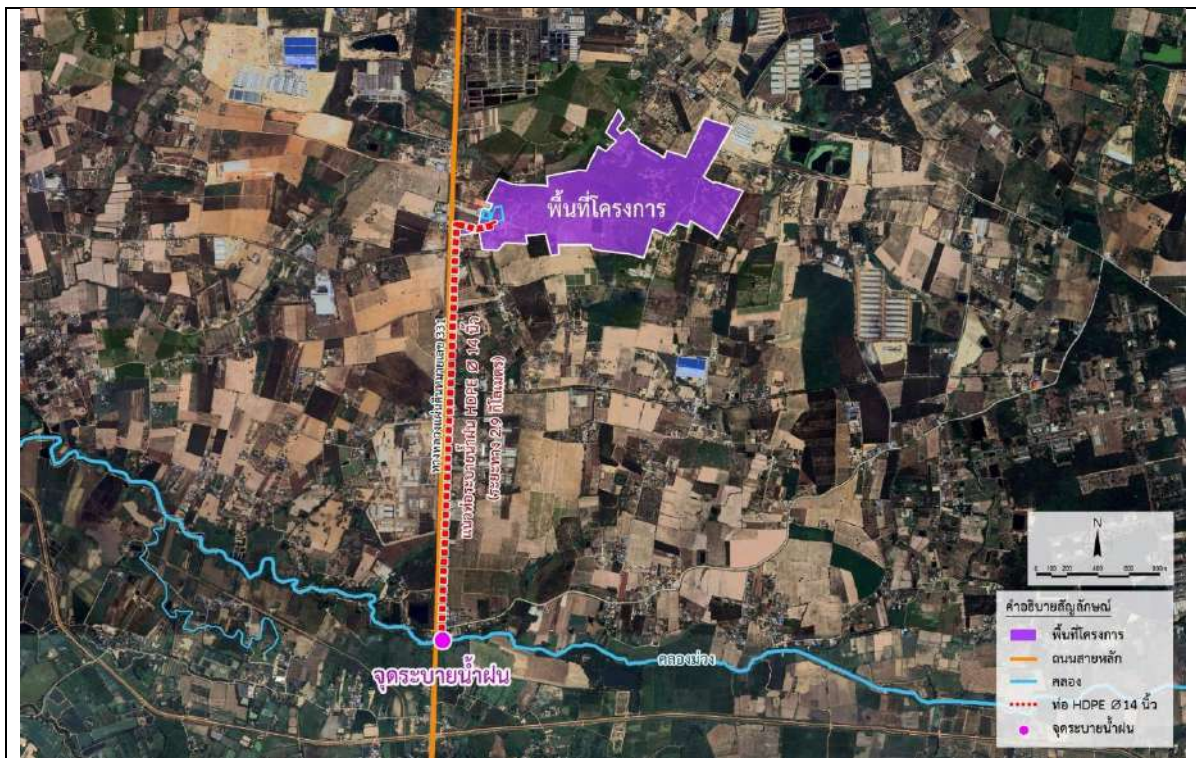 พื้นที่โครงการ
ทางหลวงแผ่นดินหมายเลข 331
แนวท่อระบายน้ำฝน HDPE Ø 14 นิ้ว
(ระยะทาง 2.9 กิโลเมตร)
คลองม่วง
จุดระบายน้ำฝน
N
0 100 200 400 600 800m
คำอธิบายสัญลักษณ์
พื้นที่โครงการ
ถนนสายหลัก
คลอง
ท่อ HDPE Ø14 นิ้ว
จุดระบายน้ำฝน